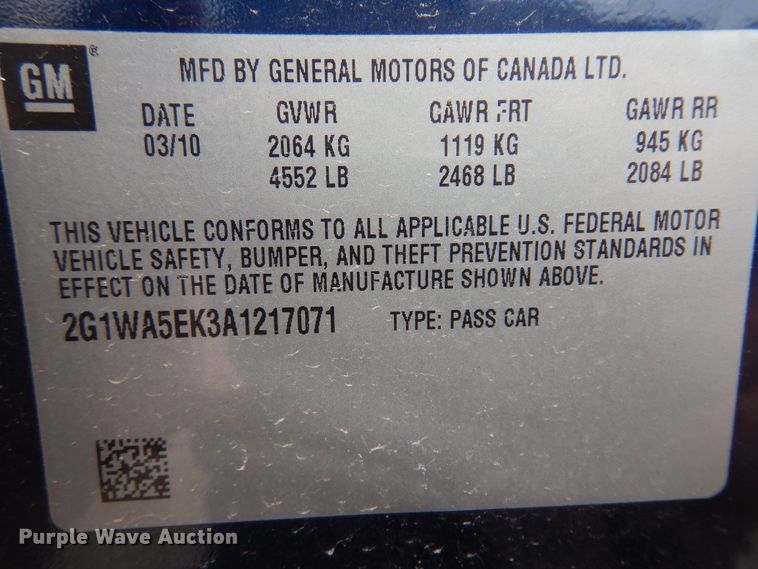 GM ®
MFD BY GENERAL MOTORS OF CANADA LTD.
DATE GVWR GAWR FRT GAWR RR
03/10 2064 KG 1119 KG 945 KG
4552 LB 2468 LB 2084 LB
THIS VEHICLE CONFORMS TO ALL APPLICABLE U.S. FEDERAL MOTOR
VEHICLE SAFETY, BUMPER, AND THEFT PREVENTION STANDARDS IN
EFFECT ON THE DATE OF MANUFACTURE SHOWN ABOVE.
2G1WA5EK3A1217071 TYPE: PASS CAR
Purple Wave Auction